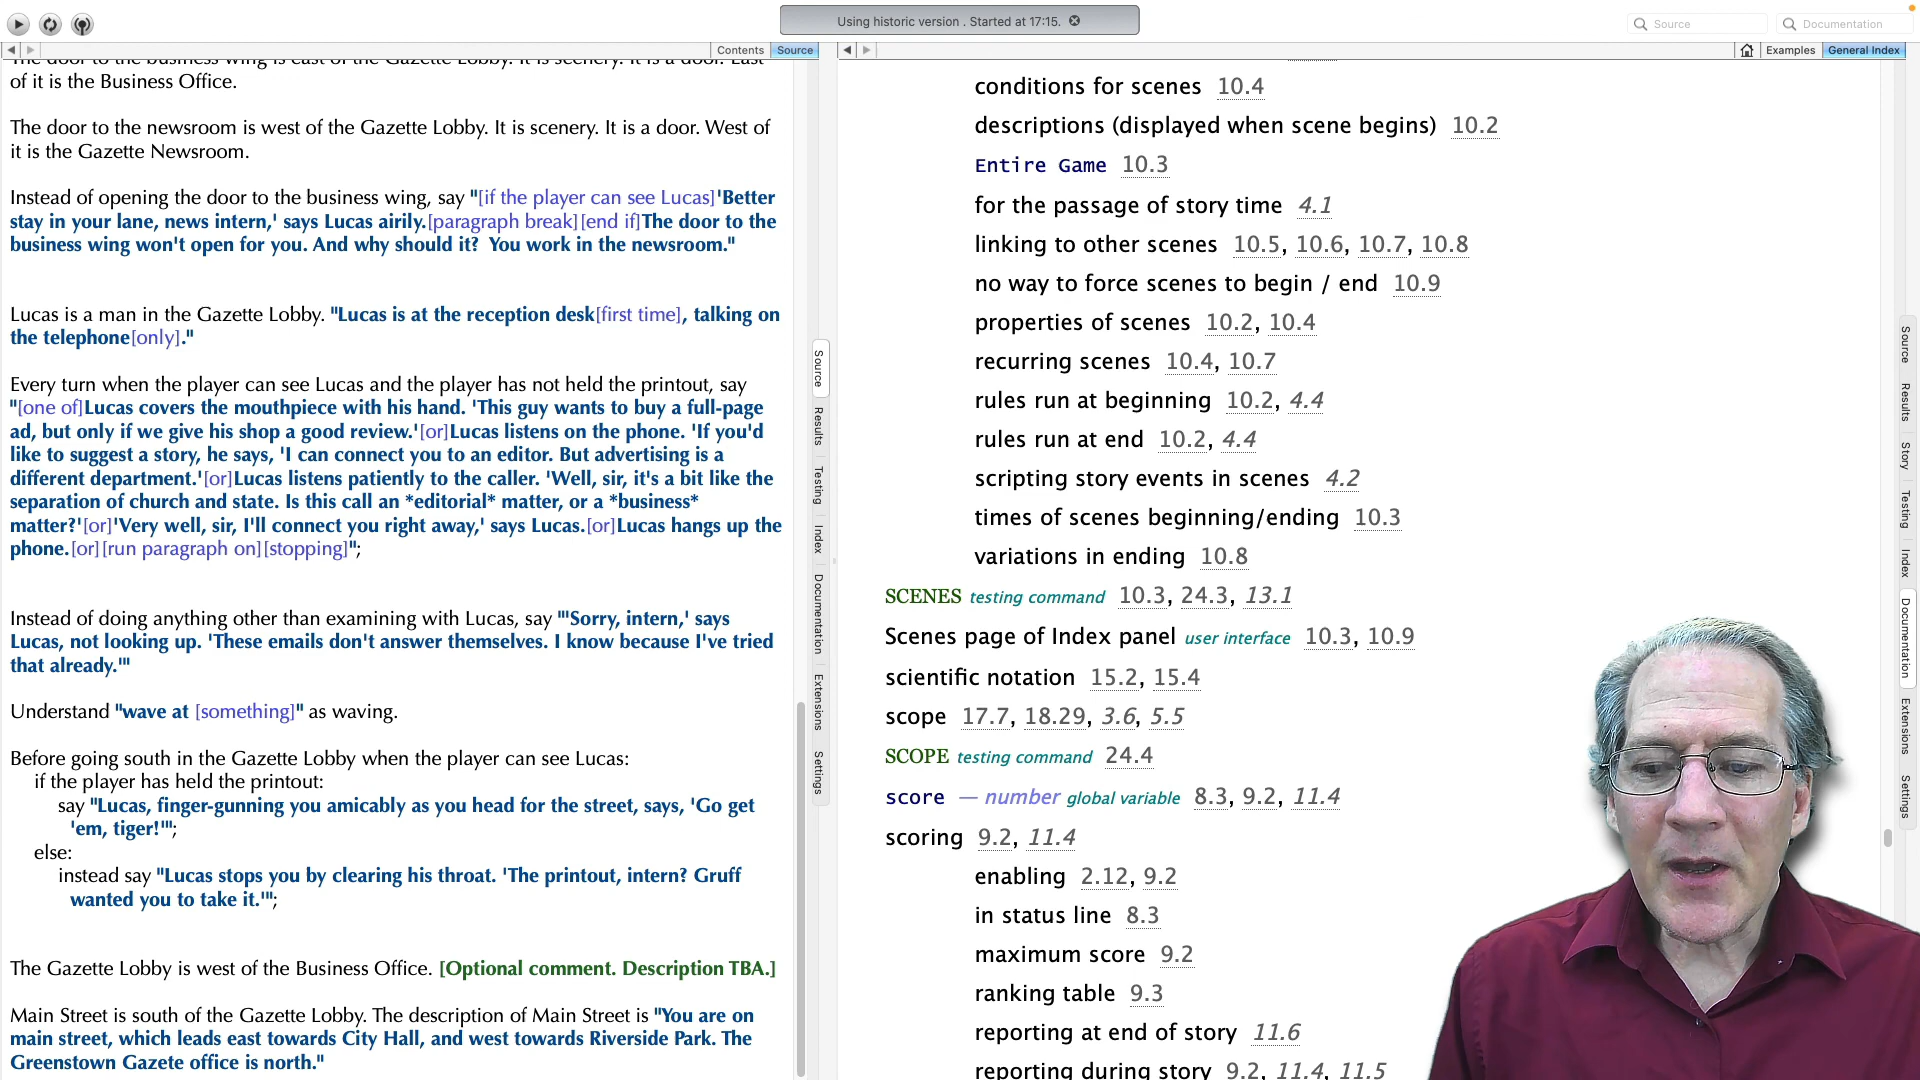 Using historic version . Started at 17:15.
Source
Documentation
Contents
Source
Examples
General Index
The door to the business wing is east of the Gazette Lobby. It is scenery. It is a door. East
of it is the Business Office.
The door to the newsroom is west of the Gazette Lobby. It is scenery. It is a door. West of
it is the Gazette Newsroom.
Instead of opening the door to the business wing, say "[if the player can see Lucas]'Better
stay in your lane, news intern,' says Lucas airily.[paragraph break][end if]The door to the
business wing won't open for you. And why should it?  You work in the newsroom."
Lucas is a man in the Gazette Lobby. "Lucas is at the reception desk[first time], talking on
the telephone[only]."
Every turn when the player can see Lucas and the player has not held the printout, say
"[one of]Lucas covers the mouthpiece with his hand. 'This guy wants to buy a full-page
ad, but only if we give his shop a good review.'[or]Lucas listens on the phone. 'If you'd
like to suggest a story, he says, 'I can connect you to an editor. But advertising is a
different department.'[or]Lucas listens patiently to the caller. 'Well, sir, it's a bit like the
separation of church and state. Is this call an *editorial* matter, or a *business*
matter?'[or]'Very well, sir, I'll connect you right away,' says Lucas.[or]Lucas hangs up the
phone.[or][run paragraph on][stopping]";
Instead of doing anything other than examining with Lucas, say "'Sorry, intern,' says
Lucas, not looking up. 'These emails don't answer themselves. I know because I've tried
that already.'"
Understand "wave at [something]" as waving.
Before going south in the Gazette Lobby when the player can see Lucas:
if the player has held the printout:
say "Lucas, finger-gunning you amicably as you head for the street, says, 'Go get
'em, tiger!'";
else:
instead say "Lucas stops you by clearing his throat. 'The printout, intern? Gruff
wanted you to take it.'";
The Gazette Lobby is west of the Business Office. [Optional comment. Description TBA.]
Main Street is south of the Gazette Lobby. The description of Main Street is "You are on
main street, which leads east towards City Hall, and west towards Riverside Park. The
Greenstown Gazete office is north."
Source
Results
Testing
Index
Documentation
Extensions
Settings
conditions for scenes 10.4
descriptions (displayed when scene begins) 10.2
Entire Game 10.3
for the passage of story time 4.1
linking to other scenes 10.5, 10.6, 10.7, 10.8
no way to force scenes to begin / end 10.9
properties of scenes 10.2, 10.4
recurring scenes 10.4, 10.7
rules run at beginning 10.2, 4.4
rules run at end 10.2, 4.4
scripting story events in scenes 4.2
times of scenes beginning/ending 10.3
variations in ending 10.8
SCENES testing command 10.3, 24.3, 13.1
Scenes page of Index panel user interface 10.3, 10.9
scientific notation 15.2, 15.4
scope 17.7, 18.29, 3.6, 5.5
SCOPE testing command 24.4
score — number global variable 8.3, 9.2, 11.4
scoring 9.2, 11.4
enabling 2.12, 9.2
in status line 8.3
maximum score 9.2
ranking table 9.3
reporting at end of story 11.6
reporting during story 9.2, 11.4, 11.5
Source
Results
Story
Testing
Index
Documentation
Extensions
Settings